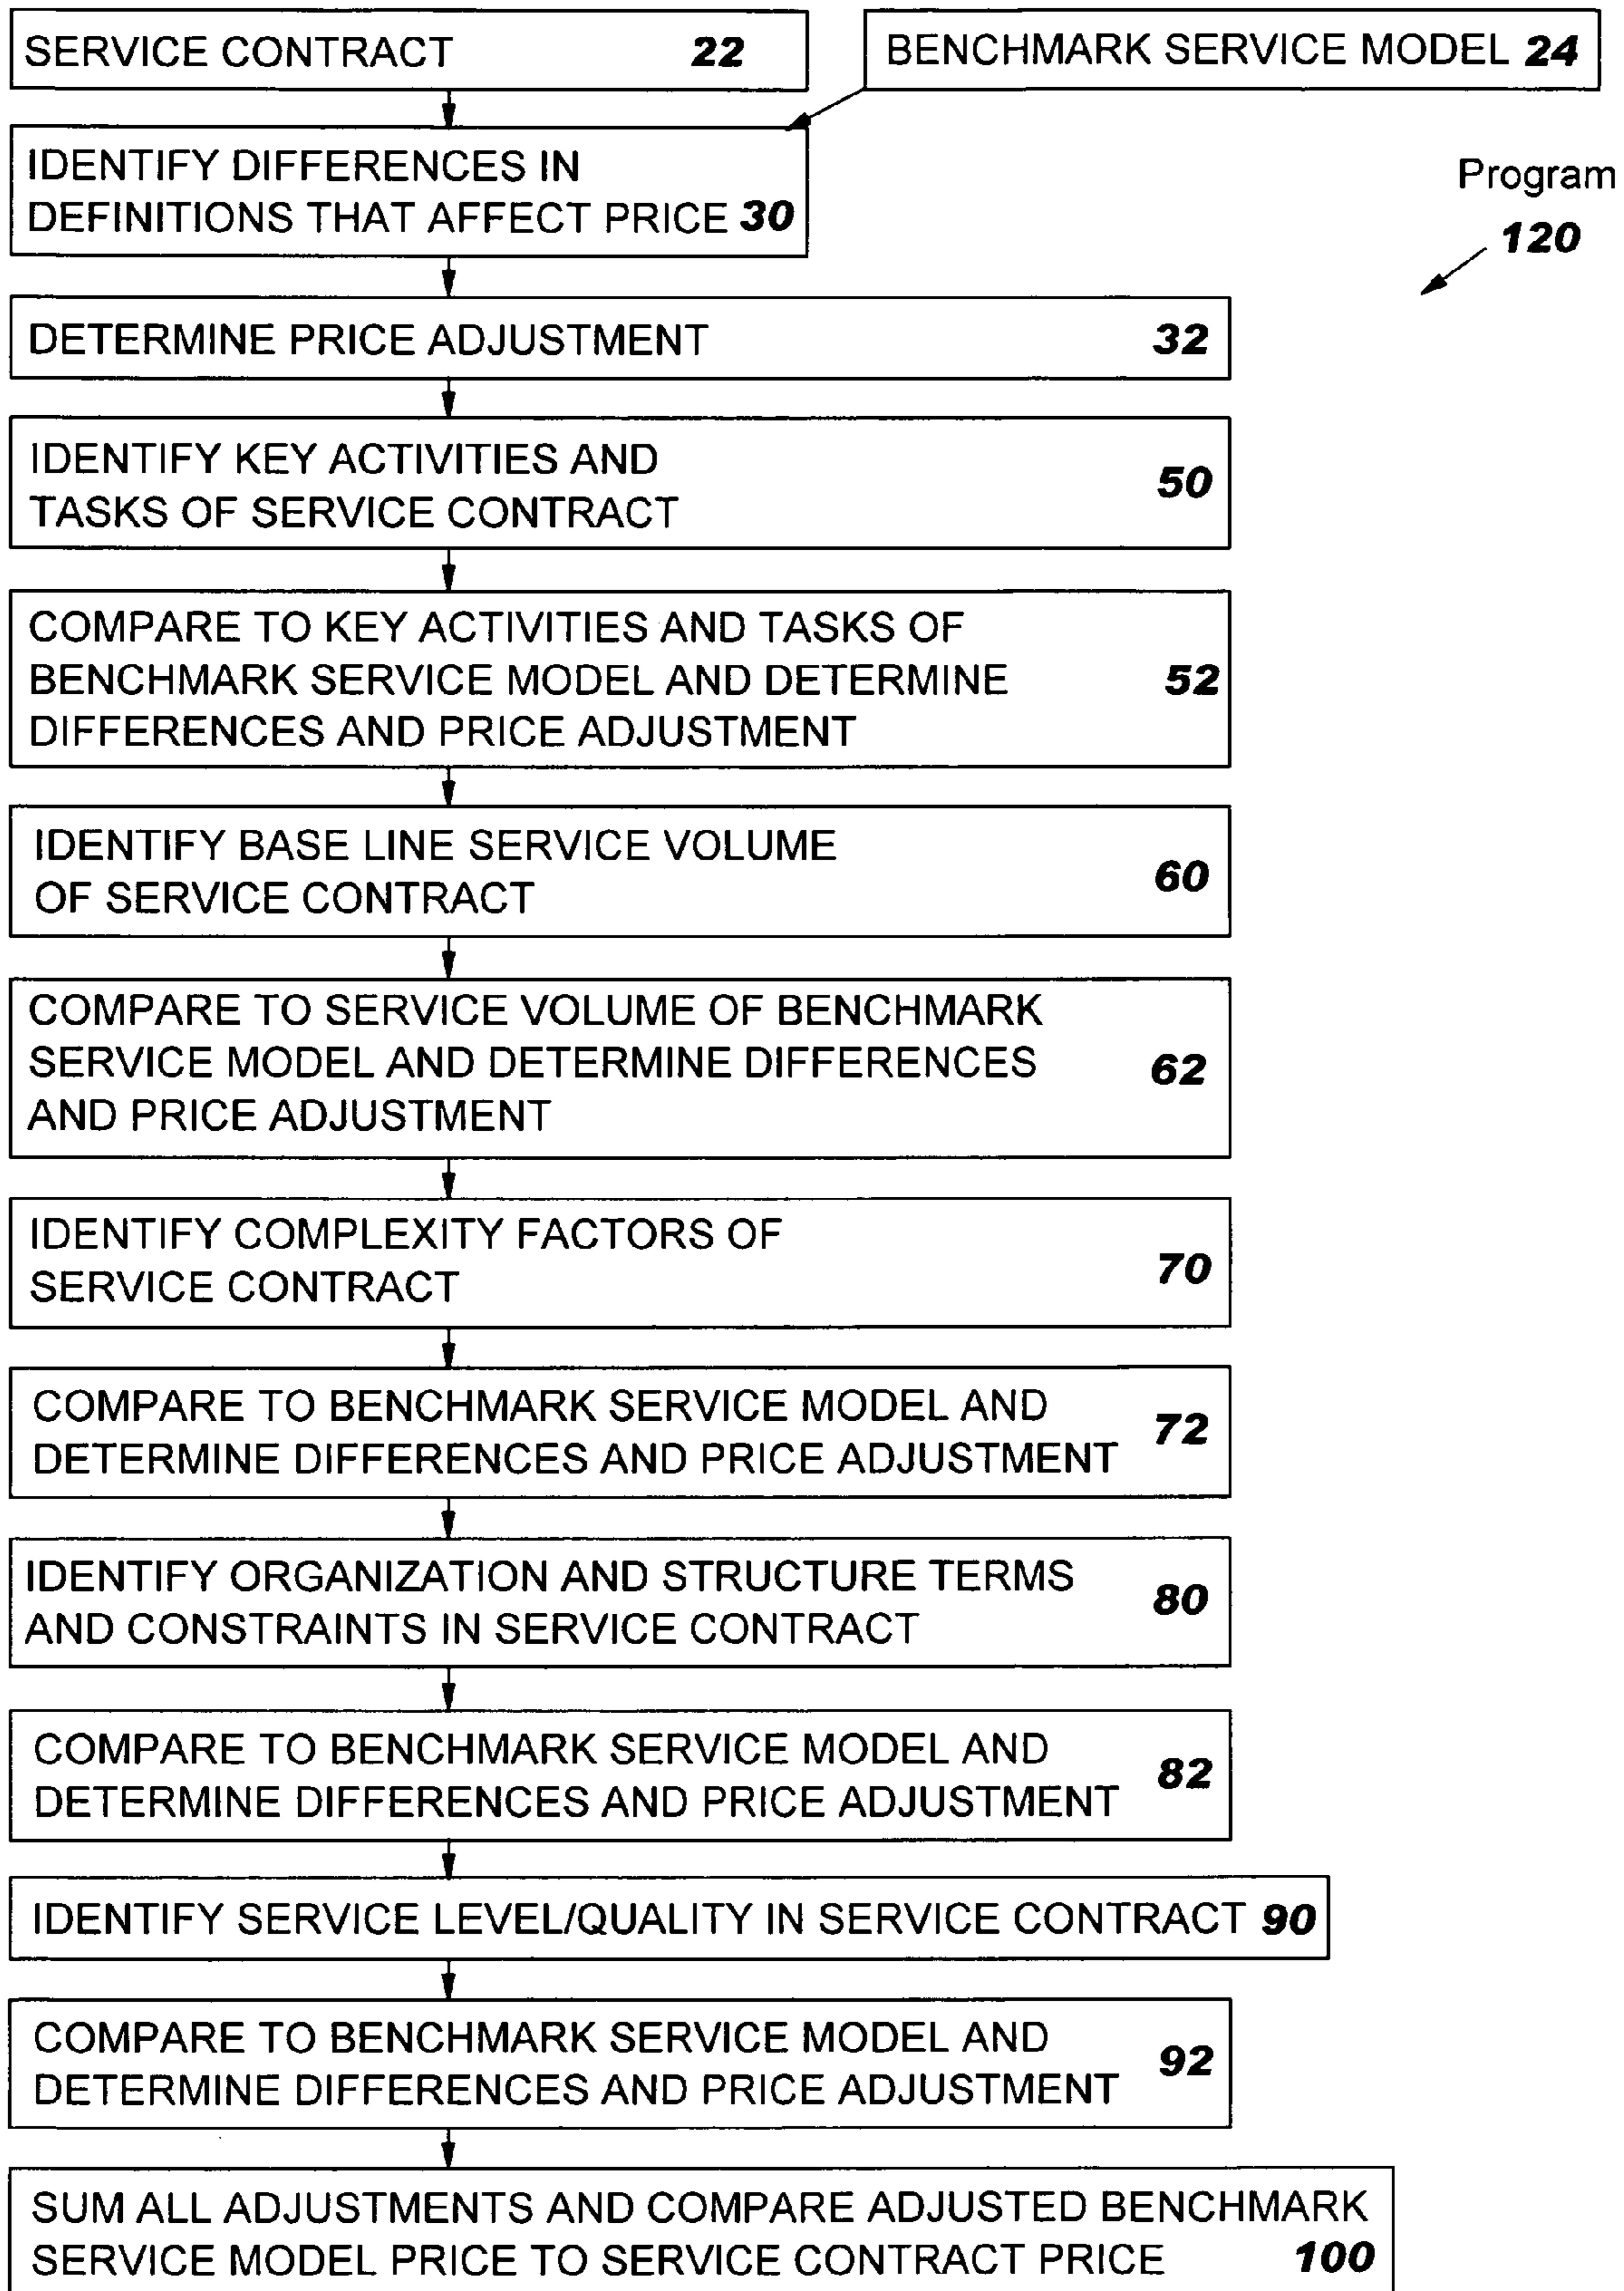 SERVICE CONTRACT 22
BENCHMARK SERVICE MODEL 24
IDENTIFY DIFFERENCES IN
DEFINITIONS THAT AFFECT PRICE 30
Program
120
DETERMINE PRICE ADJUSTMENT 32
IDENTIFY KEY ACTIVITIES AND
TASKS OF SERVICE CONTRACT
50
COMPARE TO KEY ACTIVITIES AND TASKS OF
BENCHMARK SERVICE MODEL AND DETERMINE 52
DIFFERENCES AND PRICE ADJUSTMENT
IDENTIFY BASE LINE SERVICE VOLUME
OF SERVICE CONTRACT
60
COMPARE TO SERVICE VOLUME OF BENCHMARK
SERVICE MODEL AND DETERMINE DIFFERENCES 62
AND PRICE ADJUSTMENT
IDENTIFY COMPLEXITY FACTORS OF
SERVICE CONTRACT
70
COMPARE TO BENCHMARK SERVICE MODEL AND
DETERMINE DIFFERENCES AND PRICE ADJUSTMENT
72
IDENTIFY ORGANIZATION AND STRUCTURE TERMS
AND CONSTRAINTS IN SERVICE CONTRACT
80
COMPARE TO BENCHMARK SERVICE MODEL AND
DETERMINE DIFFERENCES AND PRICE ADJUSTMENT
82
IDENTIFY SERVICE LEVEL/QUALITY IN SERVICE CONTRACT 90
COMPARE TO BENCHMARK SERVICE MODEL AND
DETERMINE DIFFERENCES AND PRICE ADJUSTMENT
92
SUM ALL ADJUSTMENTS AND COMPARE ADJUSTED BENCHMARK
SERVICE MODEL PRICE TO SERVICE CONTRACT PRICE 100